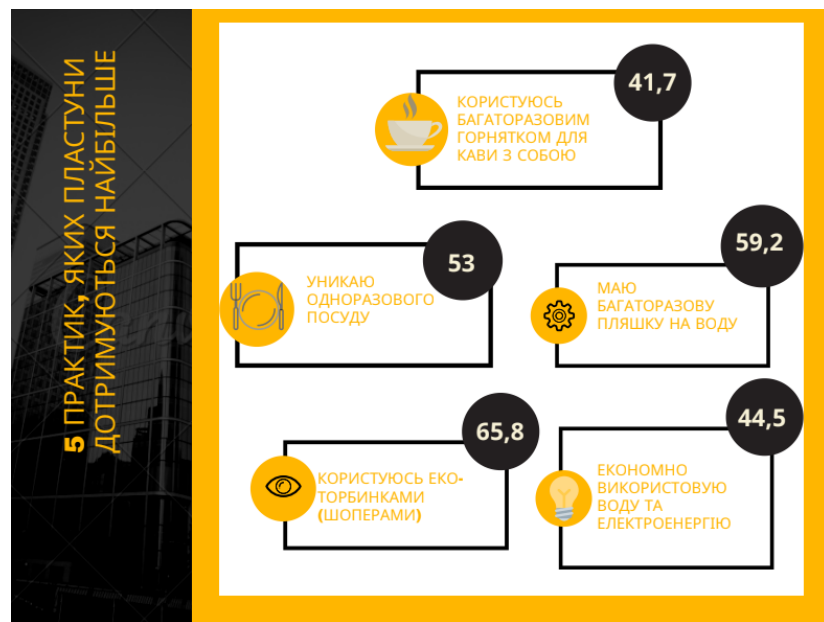 5 ПРАКТИК, ЯКИХ ПЛАСТУНИ
ДОТРИМУЮТЬСЯ НАЙБІЛЬШЕ
41,7
КОРИСТУЮСЬ
БАГАТОРАЗОВИМ
ГОРНЯТКОМ ДЛЯ
КАВИ З СОБОЮ
53
УНИКАЮ
ОДНОРАЗОВОГО
ПОСУДУ
59,2
МАЮ
БАГАТОРАЗОВУ
ПЛЯШКУ НА ВОДУ
65,8
КОРИСТУЮСЬ ЕКО-
ТОРБИНКАМИ
(ШОПЕРАМИ)
44,5
ЕКОНОМНО
ВИКОРИСТОВУЮ
ВОДУ ТА
ЕЛЕКТРОЕНЕРГІЮ